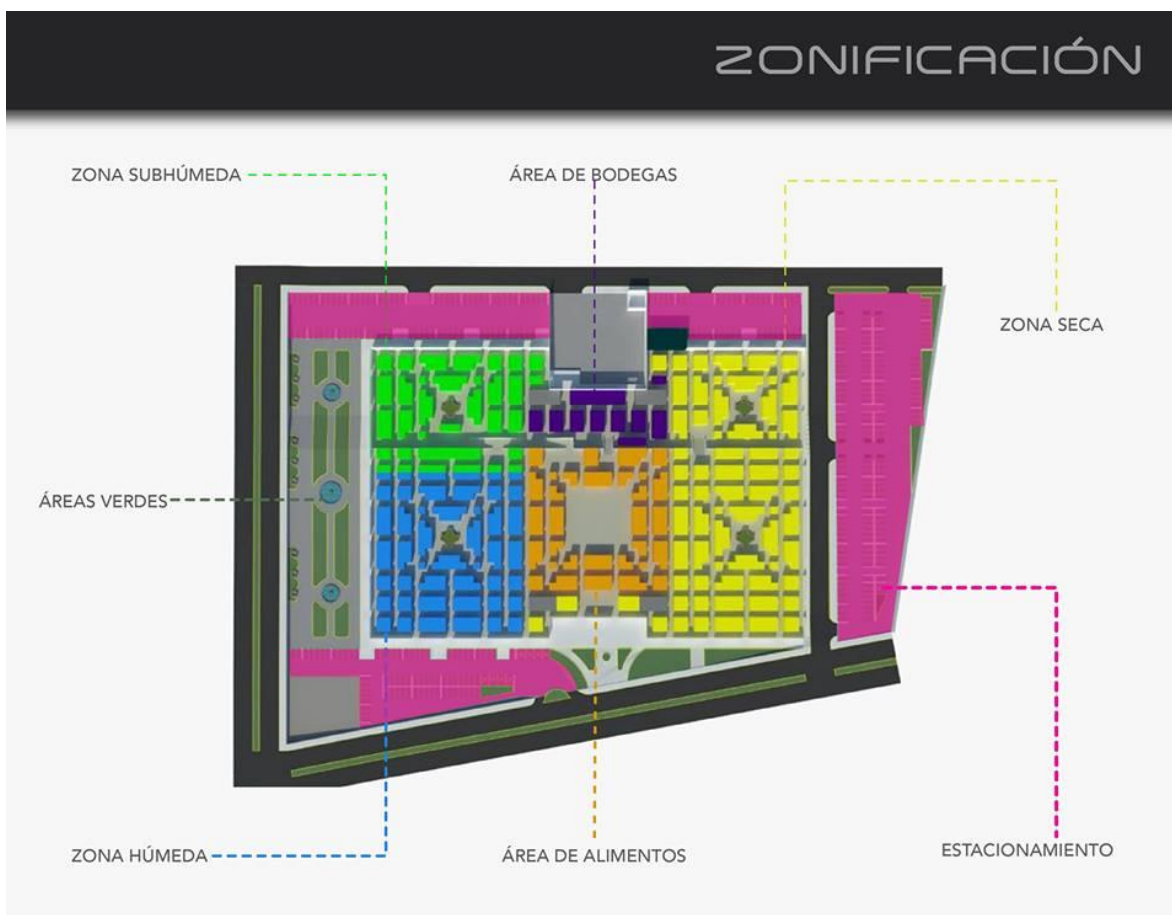 ZONIFICACIÓN
ZONA SUBHÚMEDA
ÁREA DE BODEGAS
ZONA SECA
ÁREAS VERDES
ZONA HÚMEDA
ÁREA DE ALIMENTOS
ESTACIONAMIENTO